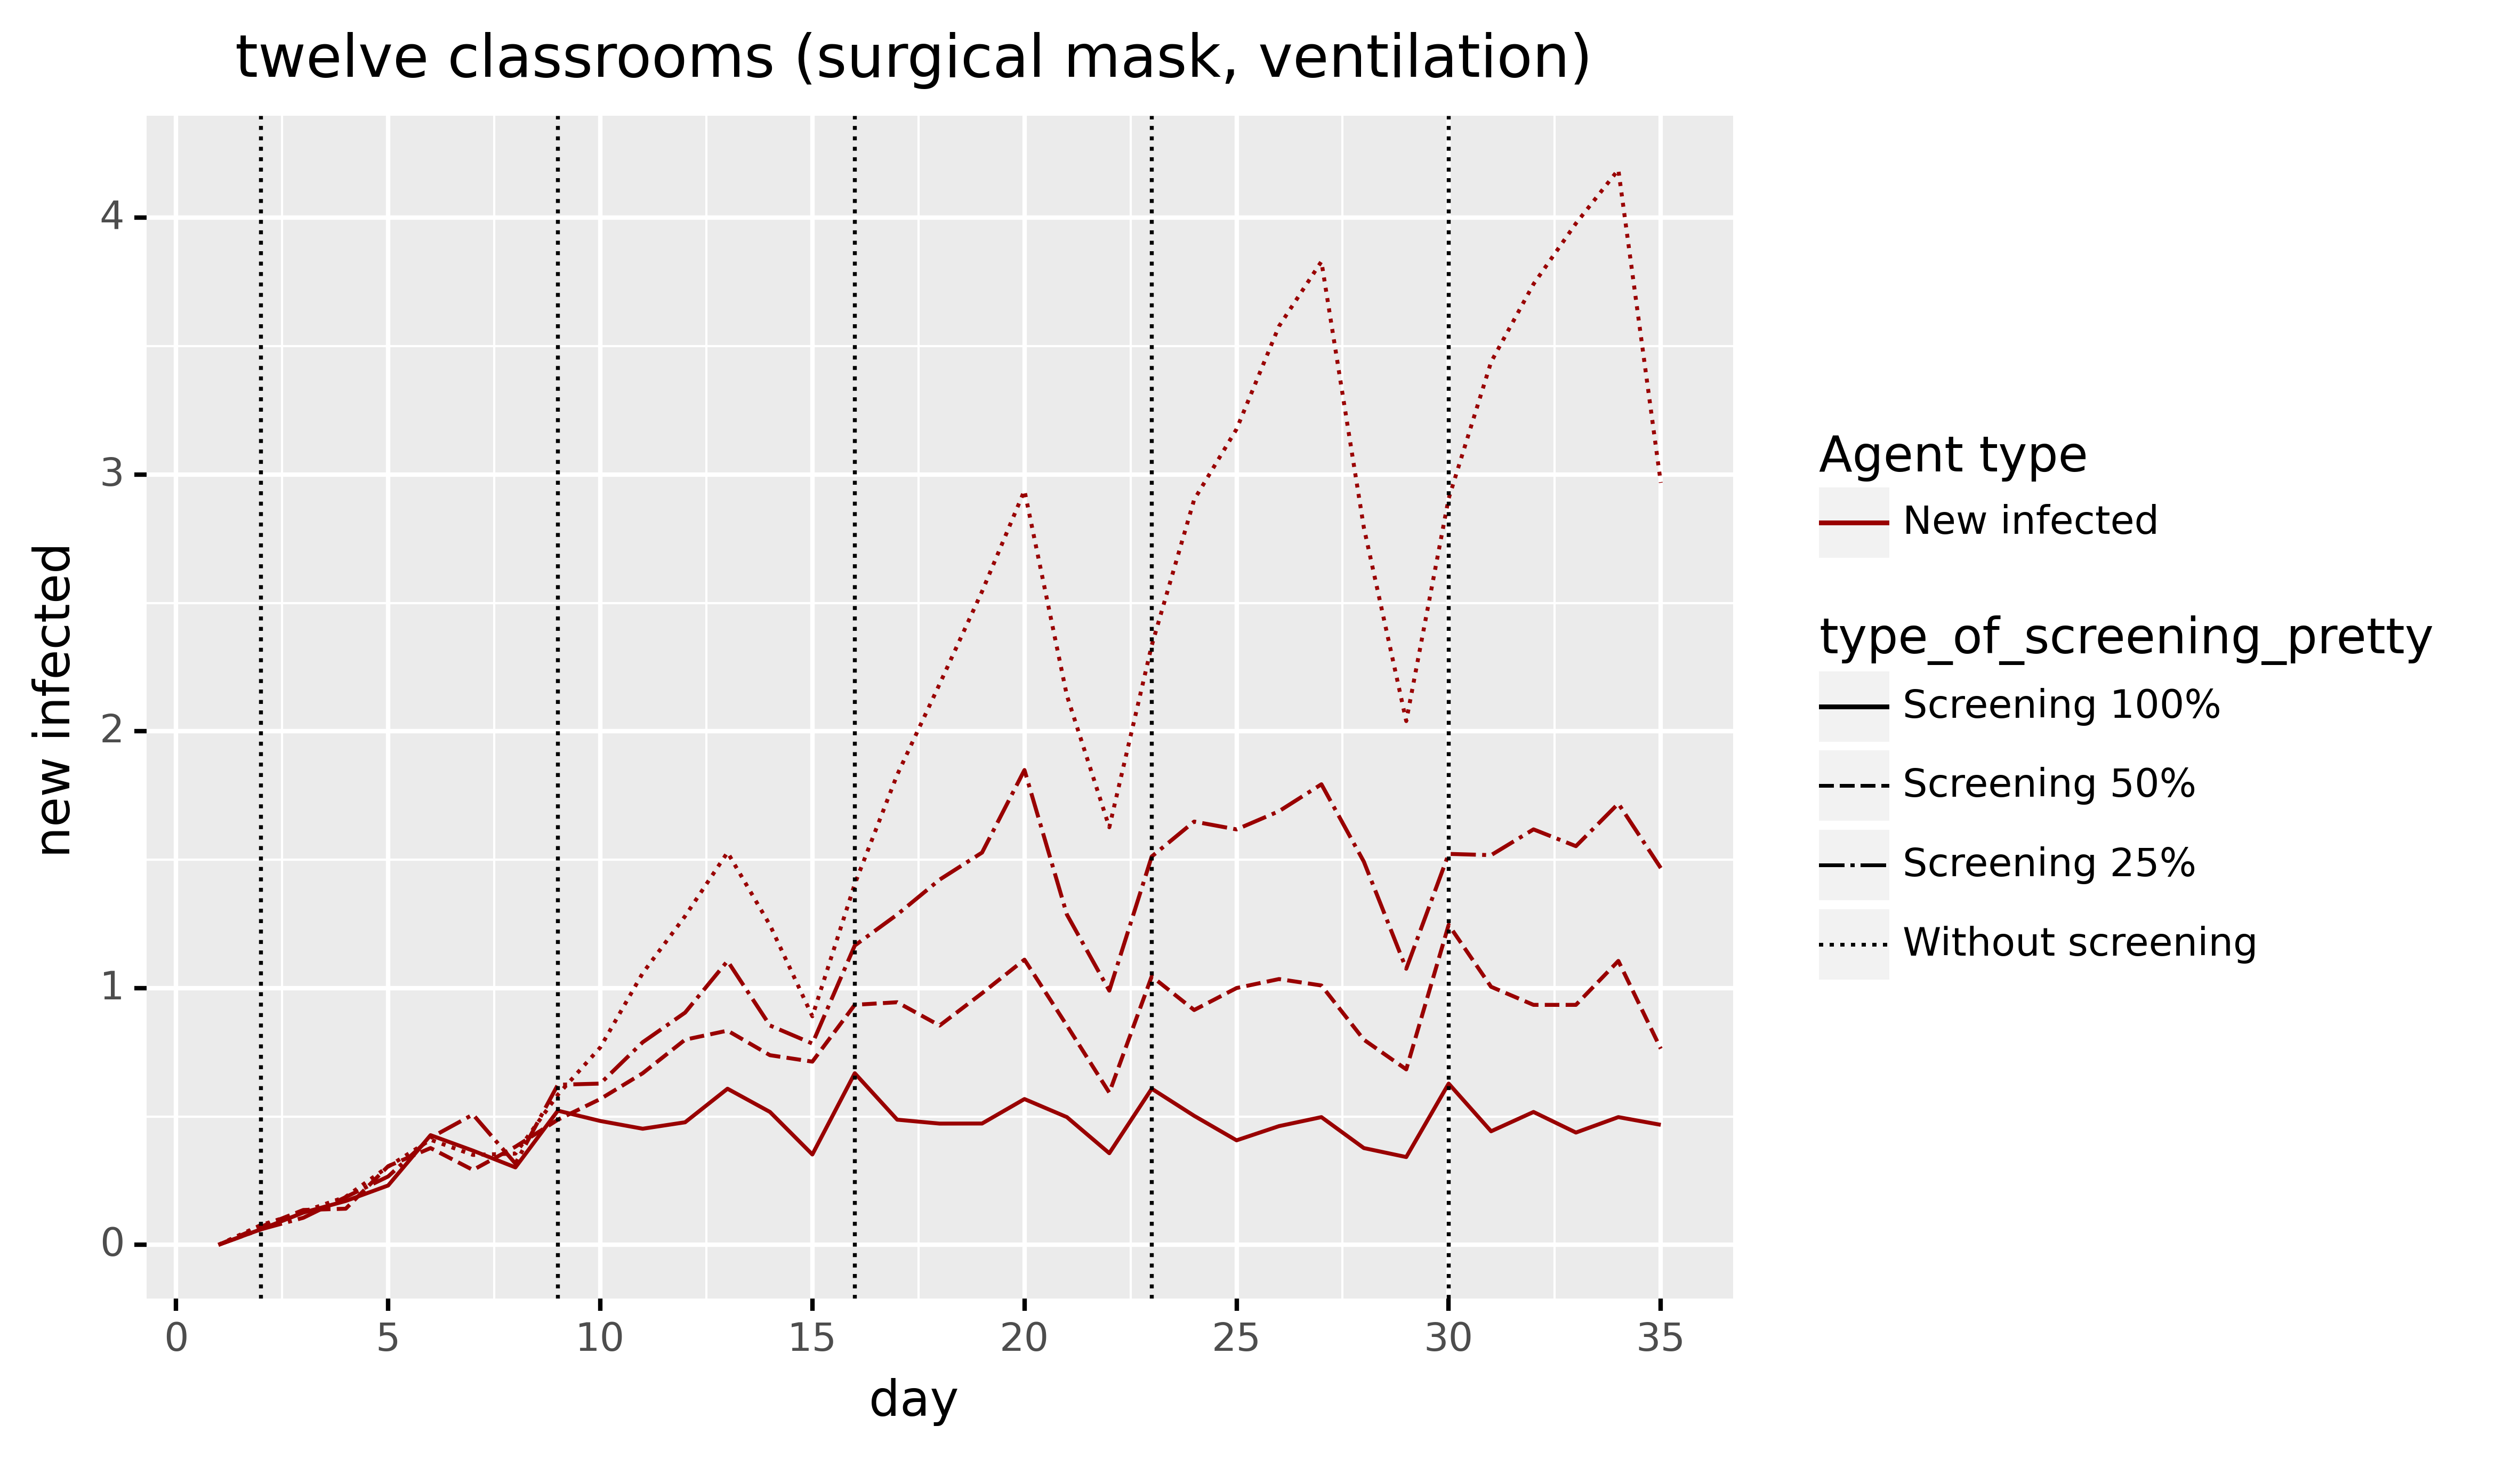 twelve classrooms (surgical mask, ventilation)
new infected
4
3
2
1
0
0 5 10 15 20 25 30 35
day
Agent type
New infected
type_of_screening_pretty
Screening 100%
Screening 50%
Screening 25%
Without screening